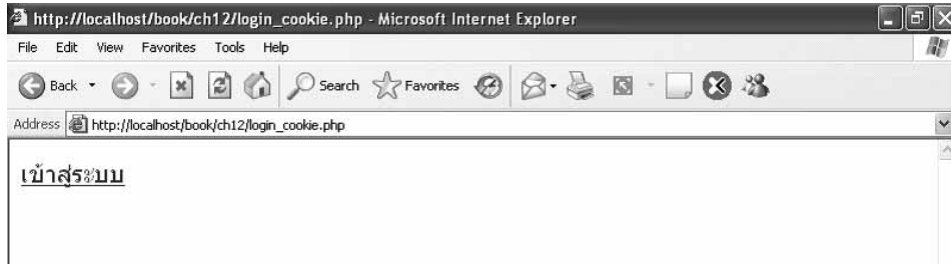 http://localhost/book/ch12/login_cookie.php - Microsoft Internet Explorer
File Edit View Favorites Tools Help
Back Search Favorites
Address http://localhost/book/ch12/login_cookie.php
เข้าสู่ระบบ